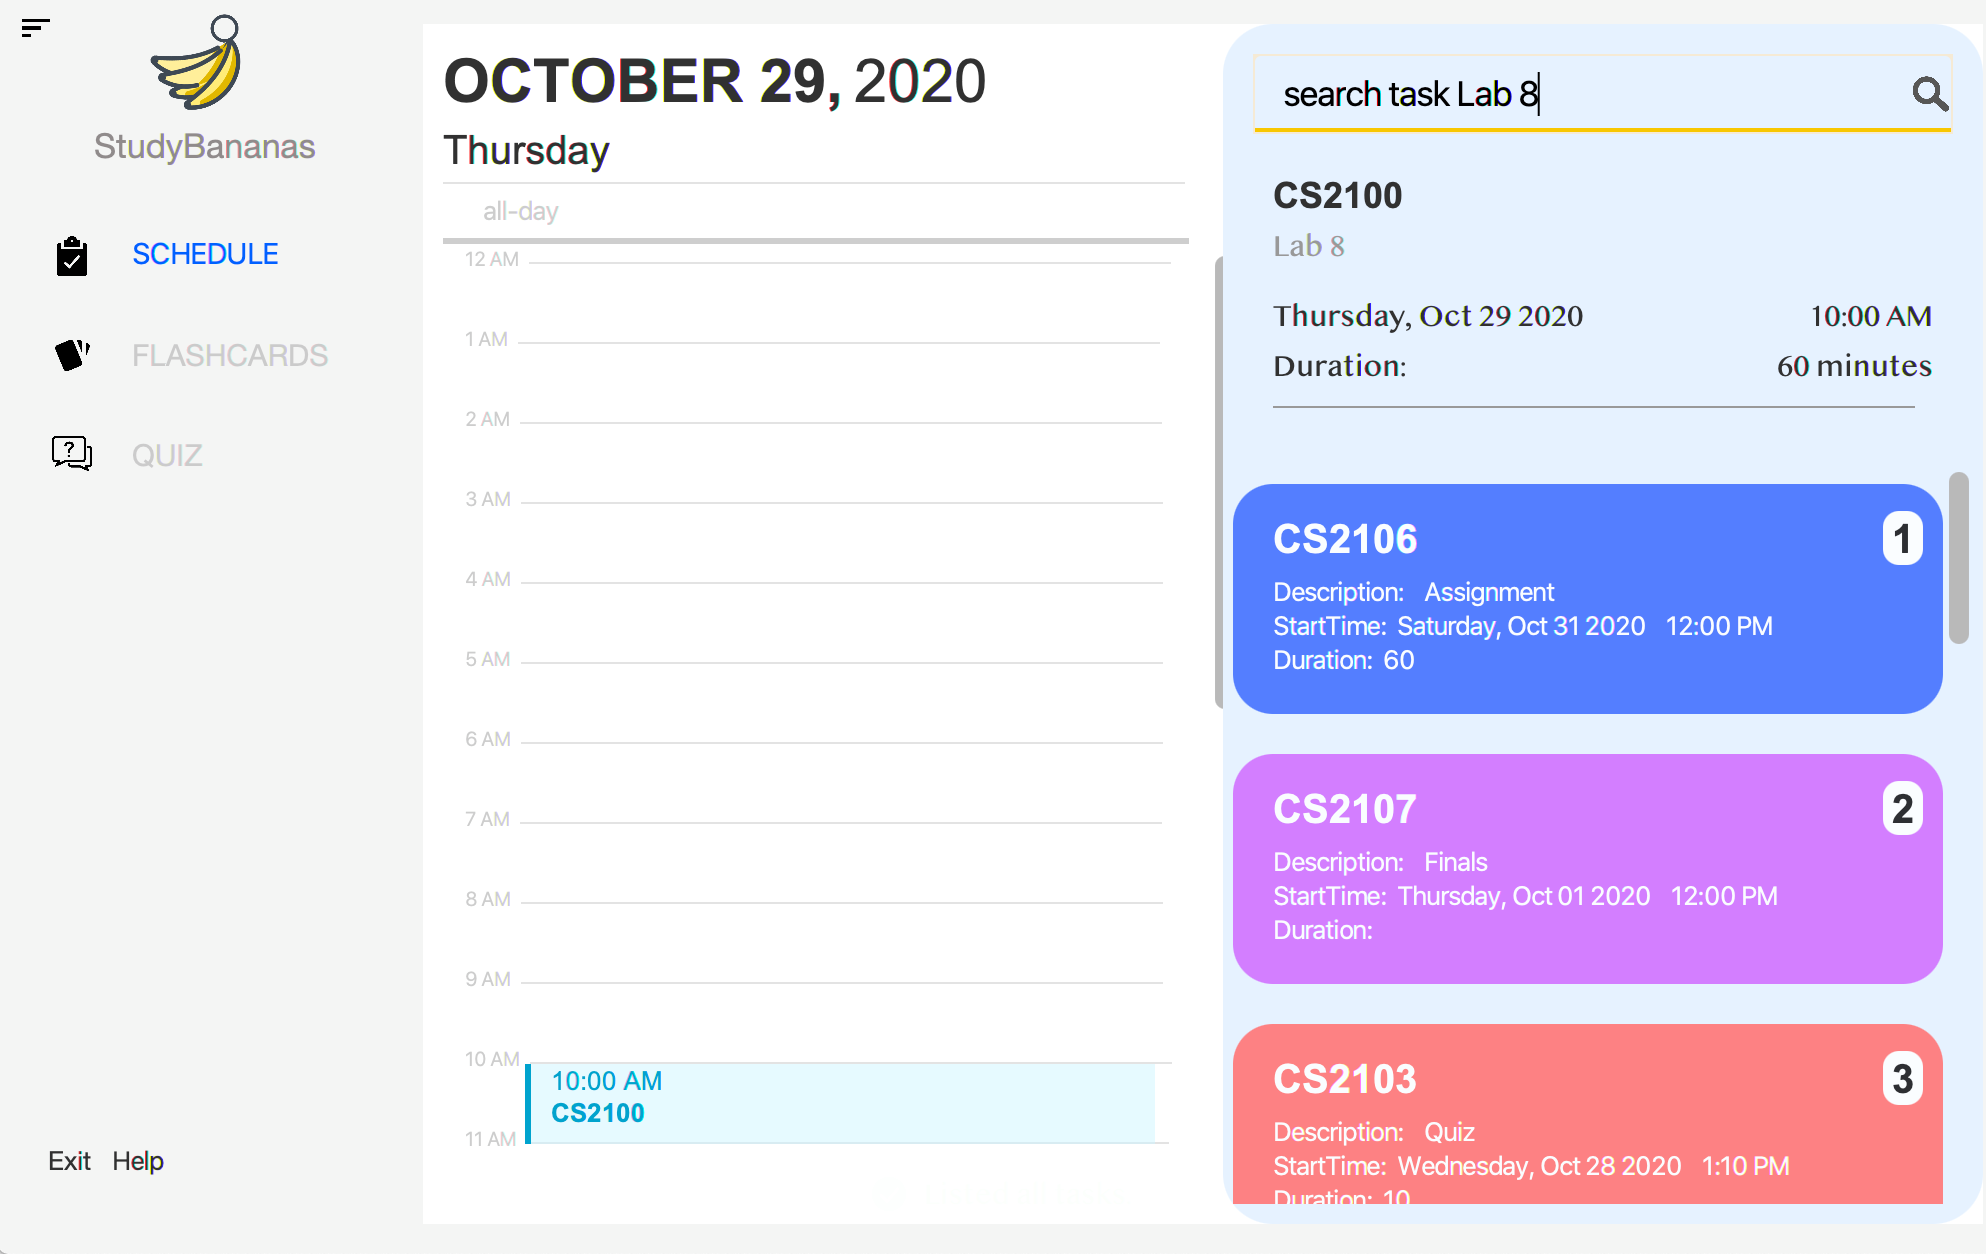 StudyBananas
SCHEDULE
FLASHCARDS
QUIZ
Exit Help
OCTOBER 29, 2020
Thursday
all-day
12 AM
1 AM
2 AM
3 AM
4 AM
5 AM
6 AM
7 AM
8 AM
9 AM
10 AM
10:00 AM
CS2100
11 AM
search task Lab 8
CS2100
Lab 8
Thursday, Oct 29 2020 10:00 AM
Duration: 60 minutes
CS2106 1
Description: Assignment
StartTime: Saturday, Oct 31 2020 12:00 PM
Duration: 60
CS2107 2
Description: Finals
StartTime: Thursday, Oct 01 2020 12:00 PM
Duration:
CS2103 3
Description: Quiz
StartTime: Wednesday, Oct 28 2020 1:10 PM
Duration: 10